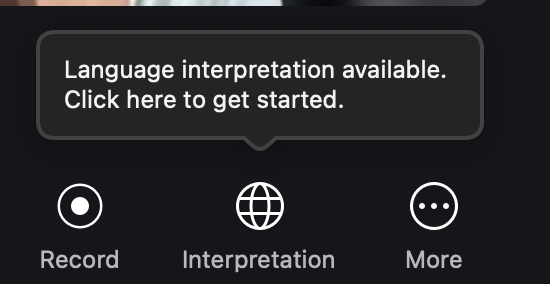 Language interpretation available.
Click here to get started.
Record
Interpretation
More